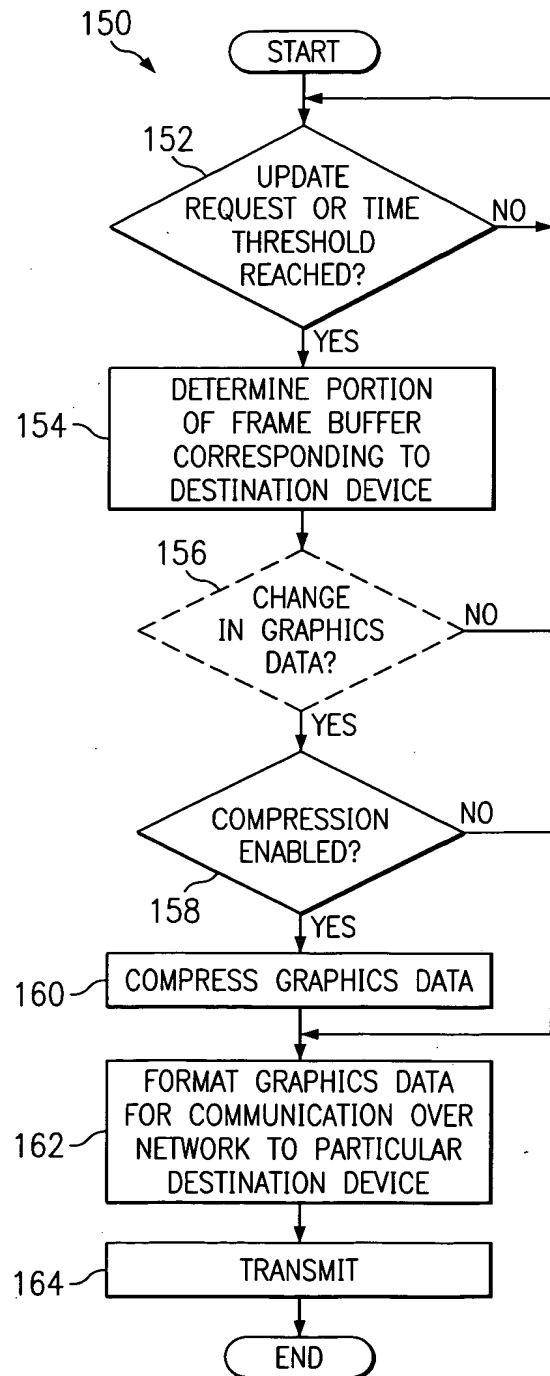 150
START
152
UPDATE
REQUEST OR TIME
THRESHOLD
REACHED?
NO
YES
154
DETERMINE PORTION
OF FRAME BUFFER
CORRESPONDING TO
DESTINATION DEVICE
156
CHANGE
IN GRAPHICS
DATA?
NO
YES
COMPRESSION
ENABLED?
NO
158
YES
160
COMPRESS GRAPHICS DATA
162
FORMAT GRAPHICS DATA
FOR COMMUNICATION OVER
NETWORK TO PARTICULAR
DESTINATION DEVICE
164
TRANSMIT
END